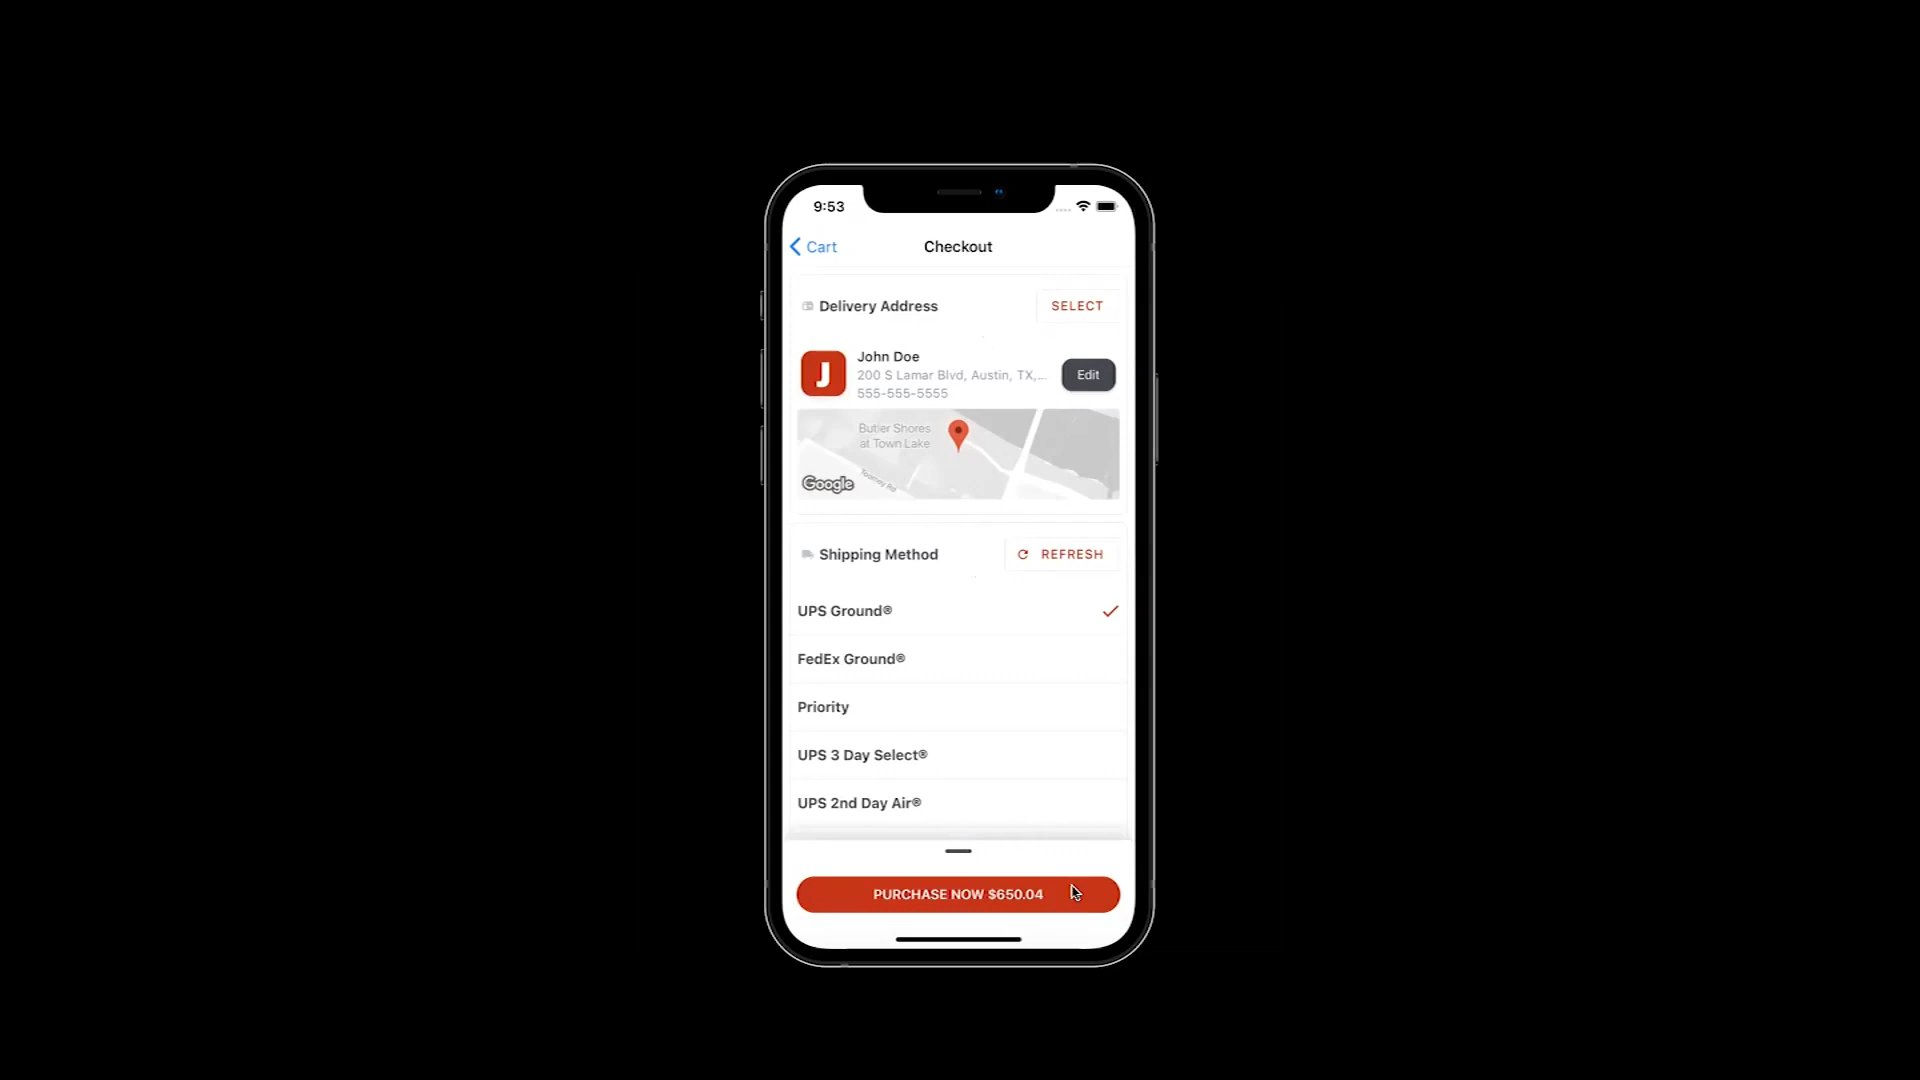 9:53
Cart
Checkout
Delivery Address
SELECT
J
John Doe
200 S Lamar Blvd, Austin, TX,...
555-555-5555
Edit
Butler Shores
at Town Lake
Toomey Rd
Google
Shipping Method
REFRESH
UPS Ground®
FedEx Ground®
Priority
UPS 3 Day Select®
UPS 2nd Day Air®
PURCHASE NOW $650.04